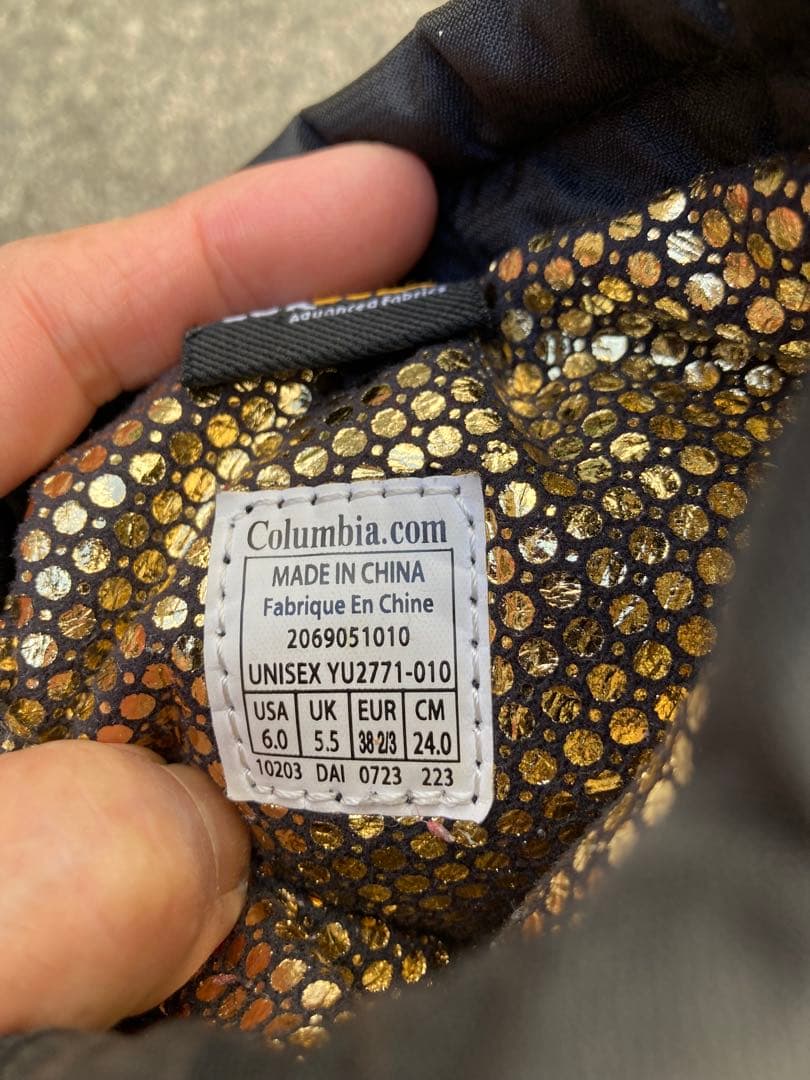 Advanced Fabrics
Columbia.com
MADE IN CHINA
Fabrique En Chine
2069051010
UNISEX YU2771-010
USA UK EUR CM
6.0 5.5 38 2/3 24.0
10203 DAI 0723 223